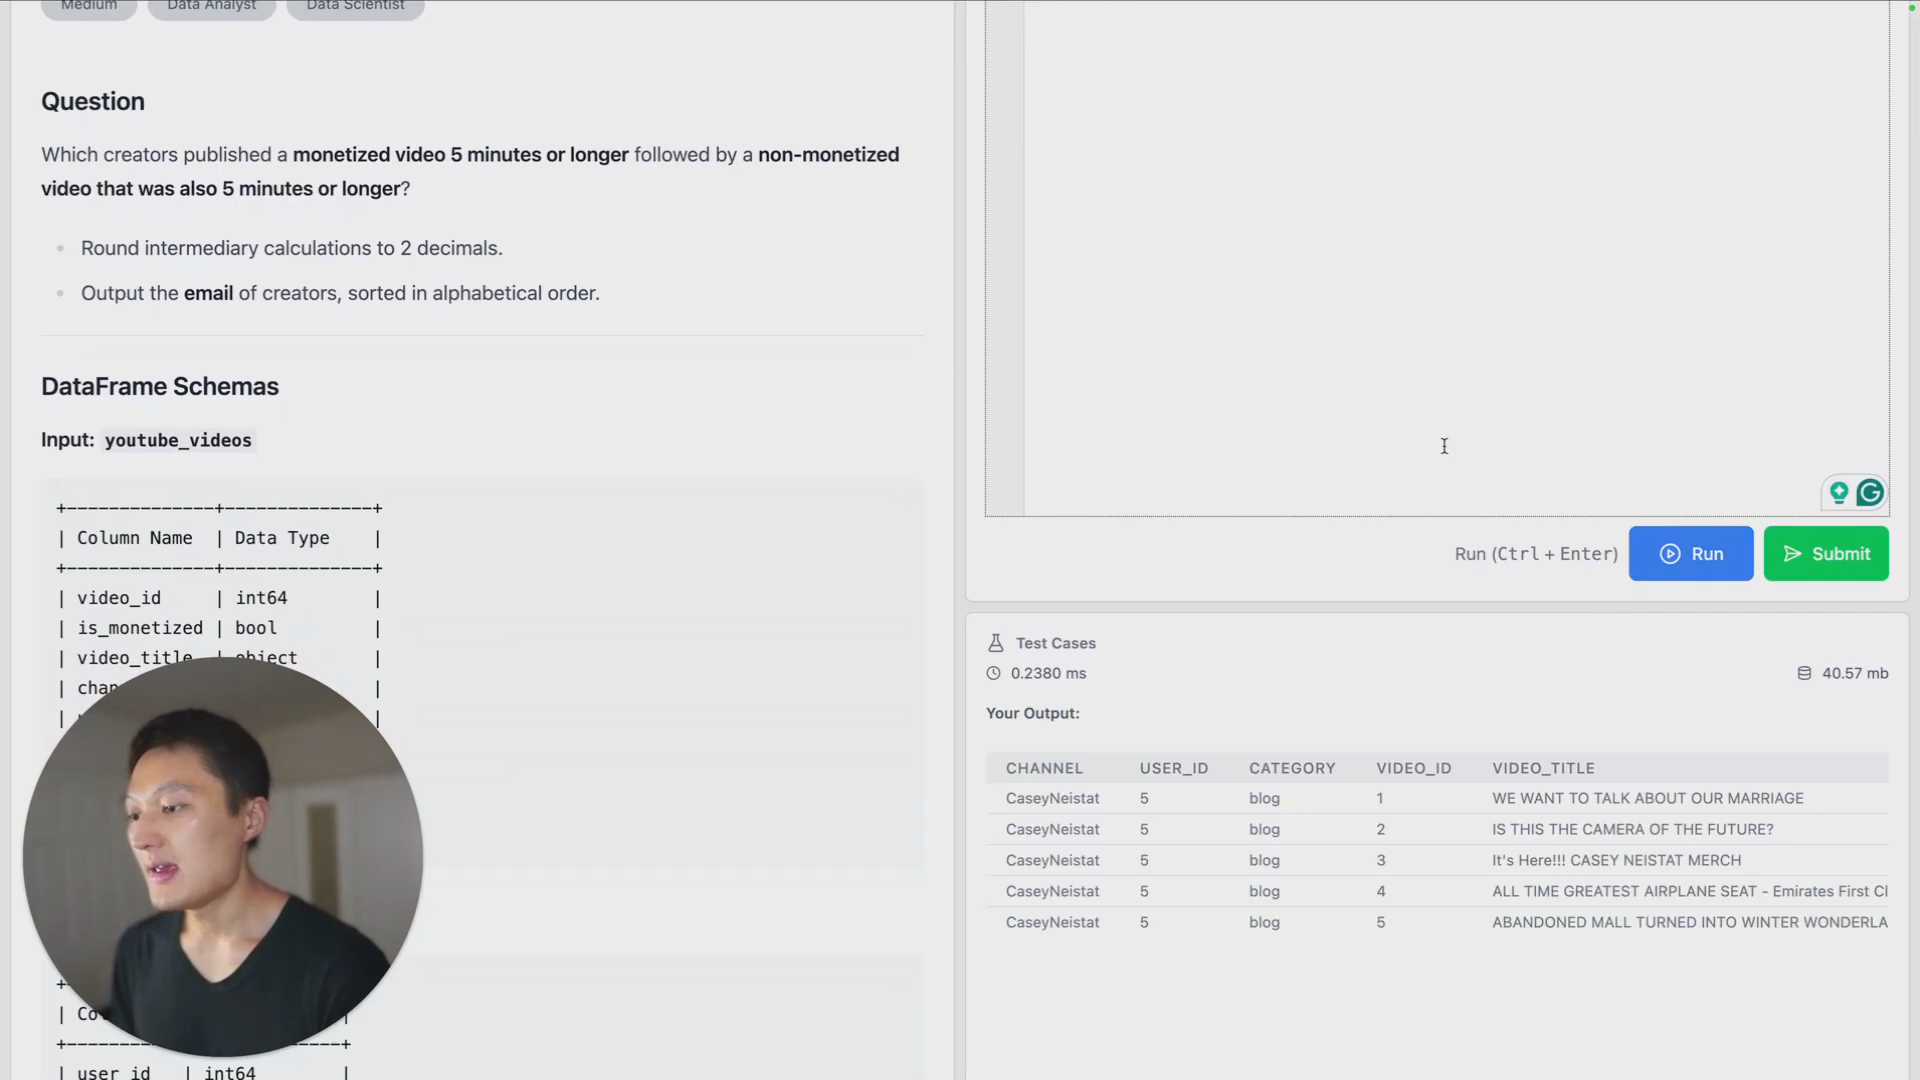 Medium Data Analyst Data Scientist
Question
Which creators published a monetized video 5 minutes or longer followed by a non-monetized
video that was also 5 minutes or longer?
Round intermediary calculations to 2 decimals.
Output the email of creators, sorted in alphabetical order.
DataFrame Schemas
Input: youtube_videos
+--------------+--------------+
| Column Name | Data Type |
+--------------+--------------+
| video_id | int64 |
| is_monetized | bool |
| video_title | object |
| chan |
| |
| Co |
| user_id | int64 |
Run (Ctrl + Enter) Run Submit
Test Cases
0.2380 ms 40.57 mb
Your Output:
CHANNEL USER_ID CATEGORY VIDEO_ID VIDEO_TITLE
CaseyNeistat 5 blog 1 WE WANT TO TALK ABOUT OUR MARRIAGE
CaseyNeistat 5 blog 2 IS THIS THE CAMERA OF THE FUTURE?
CaseyNeistat 5 blog 3 It's Here!!! CASEY NEISTAT MERCH
CaseyNeistat 5 blog 4 ALL TIME GREATEST AIRPLANE SEAT - Emirates First Cl
CaseyNeistat 5 blog 5 ABANDONED MALL TURNED INTO WINTER WONDERLA